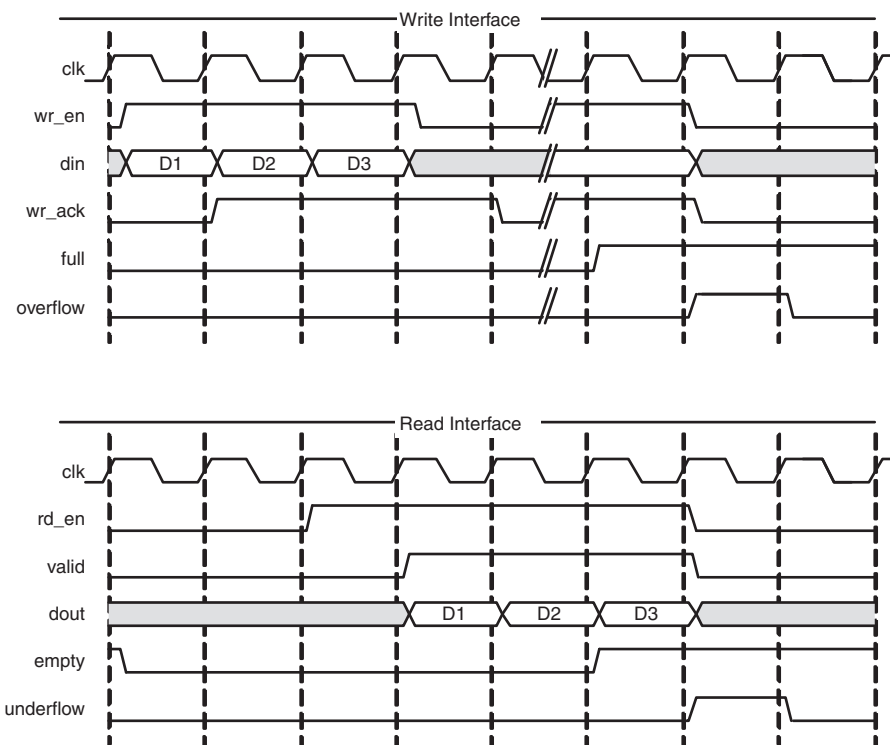 Write Interface
clk
wr_en
din D1 D2 D3
wr_ack
full
overflow
Read Interface
clk
rd_en
valid
dout D1 D2 D3
empty
underflow